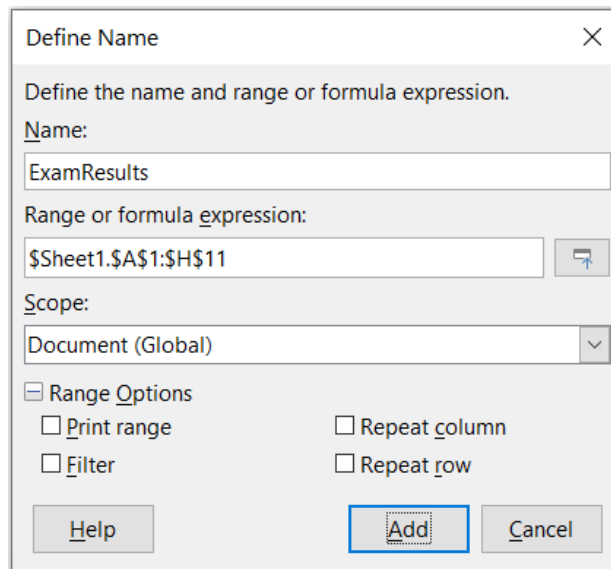 Define Name
Define the name and range or formula expression.
Name:
ExamResults
Range or formula expression:
$Sheet1.$A$1:$H$11
Scope:
Document (Global)
Range Options
Print range Repeat column
Filter Repeat row
Help Add Cancel